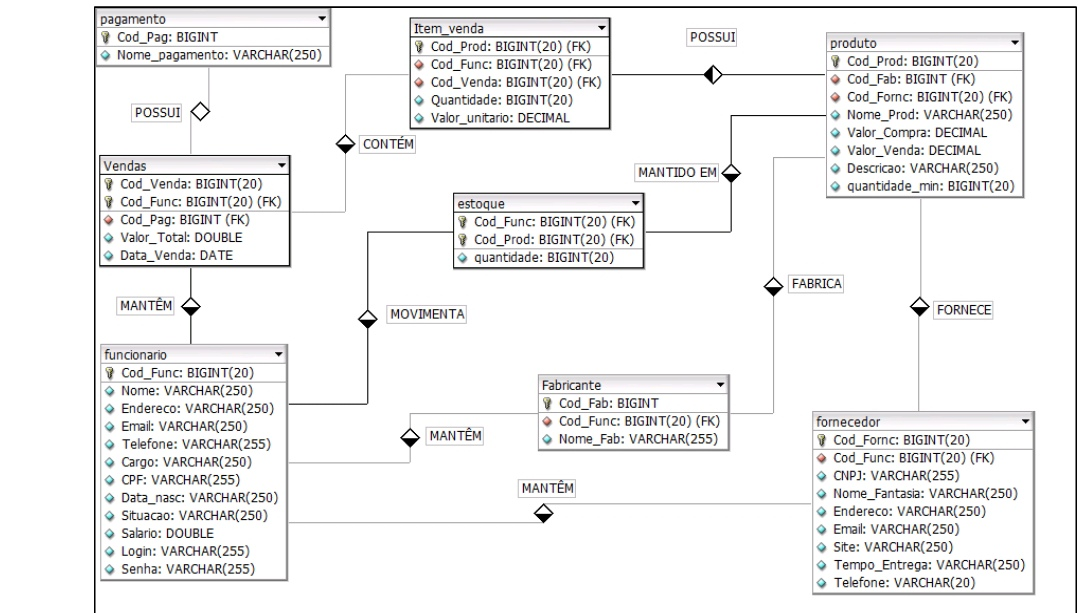 pagamento
Cod_Pag: BIGINT
Nome_pagamento: VARCHAR(250)
POSSUI
Vendas
Cod_Venda: BIGINT(20)
Cod_Func: BIGINT(20) (FK)
Cod_Pag: BIGINT (FK)
Valor_Total: DOUBLE
Data_Venda: DATE
MANTÊM
funcionario
Cod_Func: BIGINT(20)
Nome: VARCHAR(250)
Endereco: VARCHAR(250)
Email: VARCHAR(250)
Telefone: VARCHAR(255)
Cargo: VARCHAR(250)
CPF: VARCHAR(255)
Data_nasc: VARCHAR(250)
Situacao: VARCHAR(250)
Salario: DOUBLE
Login: VARCHAR(255)
Senha: VARCHAR(255)
Item_venda
Cod_Prod: BIGINT(20) (FK)
Cod_Func: BIGINT(20) (FK)
Cod_Venda: BIGINT(20) (FK)
Quantidade: BIGINT(20)
Valor_unitario: DECIMAL
CONTÉM
estoque
Cod_Func: BIGINT(20) (FK)
Cod_Prod: BIGINT(20) (FK)
quantidade: BIGINT(20)
MOVIMENTA
MANTIDO EM
POSSUI
produto
Cod_Prod: BIGINT(20)
Cod_Fab: BIGINT (FK)
Cod_Fornc: BIGINT(20) (FK)
Nome_Prod: VARCHAR(250)
Valor_Compra: DECIMAL
Valor_Venda: DECIMAL
Descricao: VARCHAR(250)
quantidade_min: BIGINT(20)
FABRICA
FORNECE
Fabricante
Cod_Fab: BIGINT
Cod_Func: BIGINT(20) (FK)
Nome_Fab: VARCHAR(255)
MANTÊM
MANTÊM
fornecedor
Cod_Fornc: BIGINT(20)
Cod_Func: BIGINT(20) (FK)
CNPJ: VARCHAR(255)
Nome_Fantasia: VARCHAR(250)
Endereco: VARCHAR(250)
Email: VARCHAR(250)
Site: VARCHAR(250)
Tempo_Entrega: VARCHAR(250)
Telefone: VARCHAR(20)